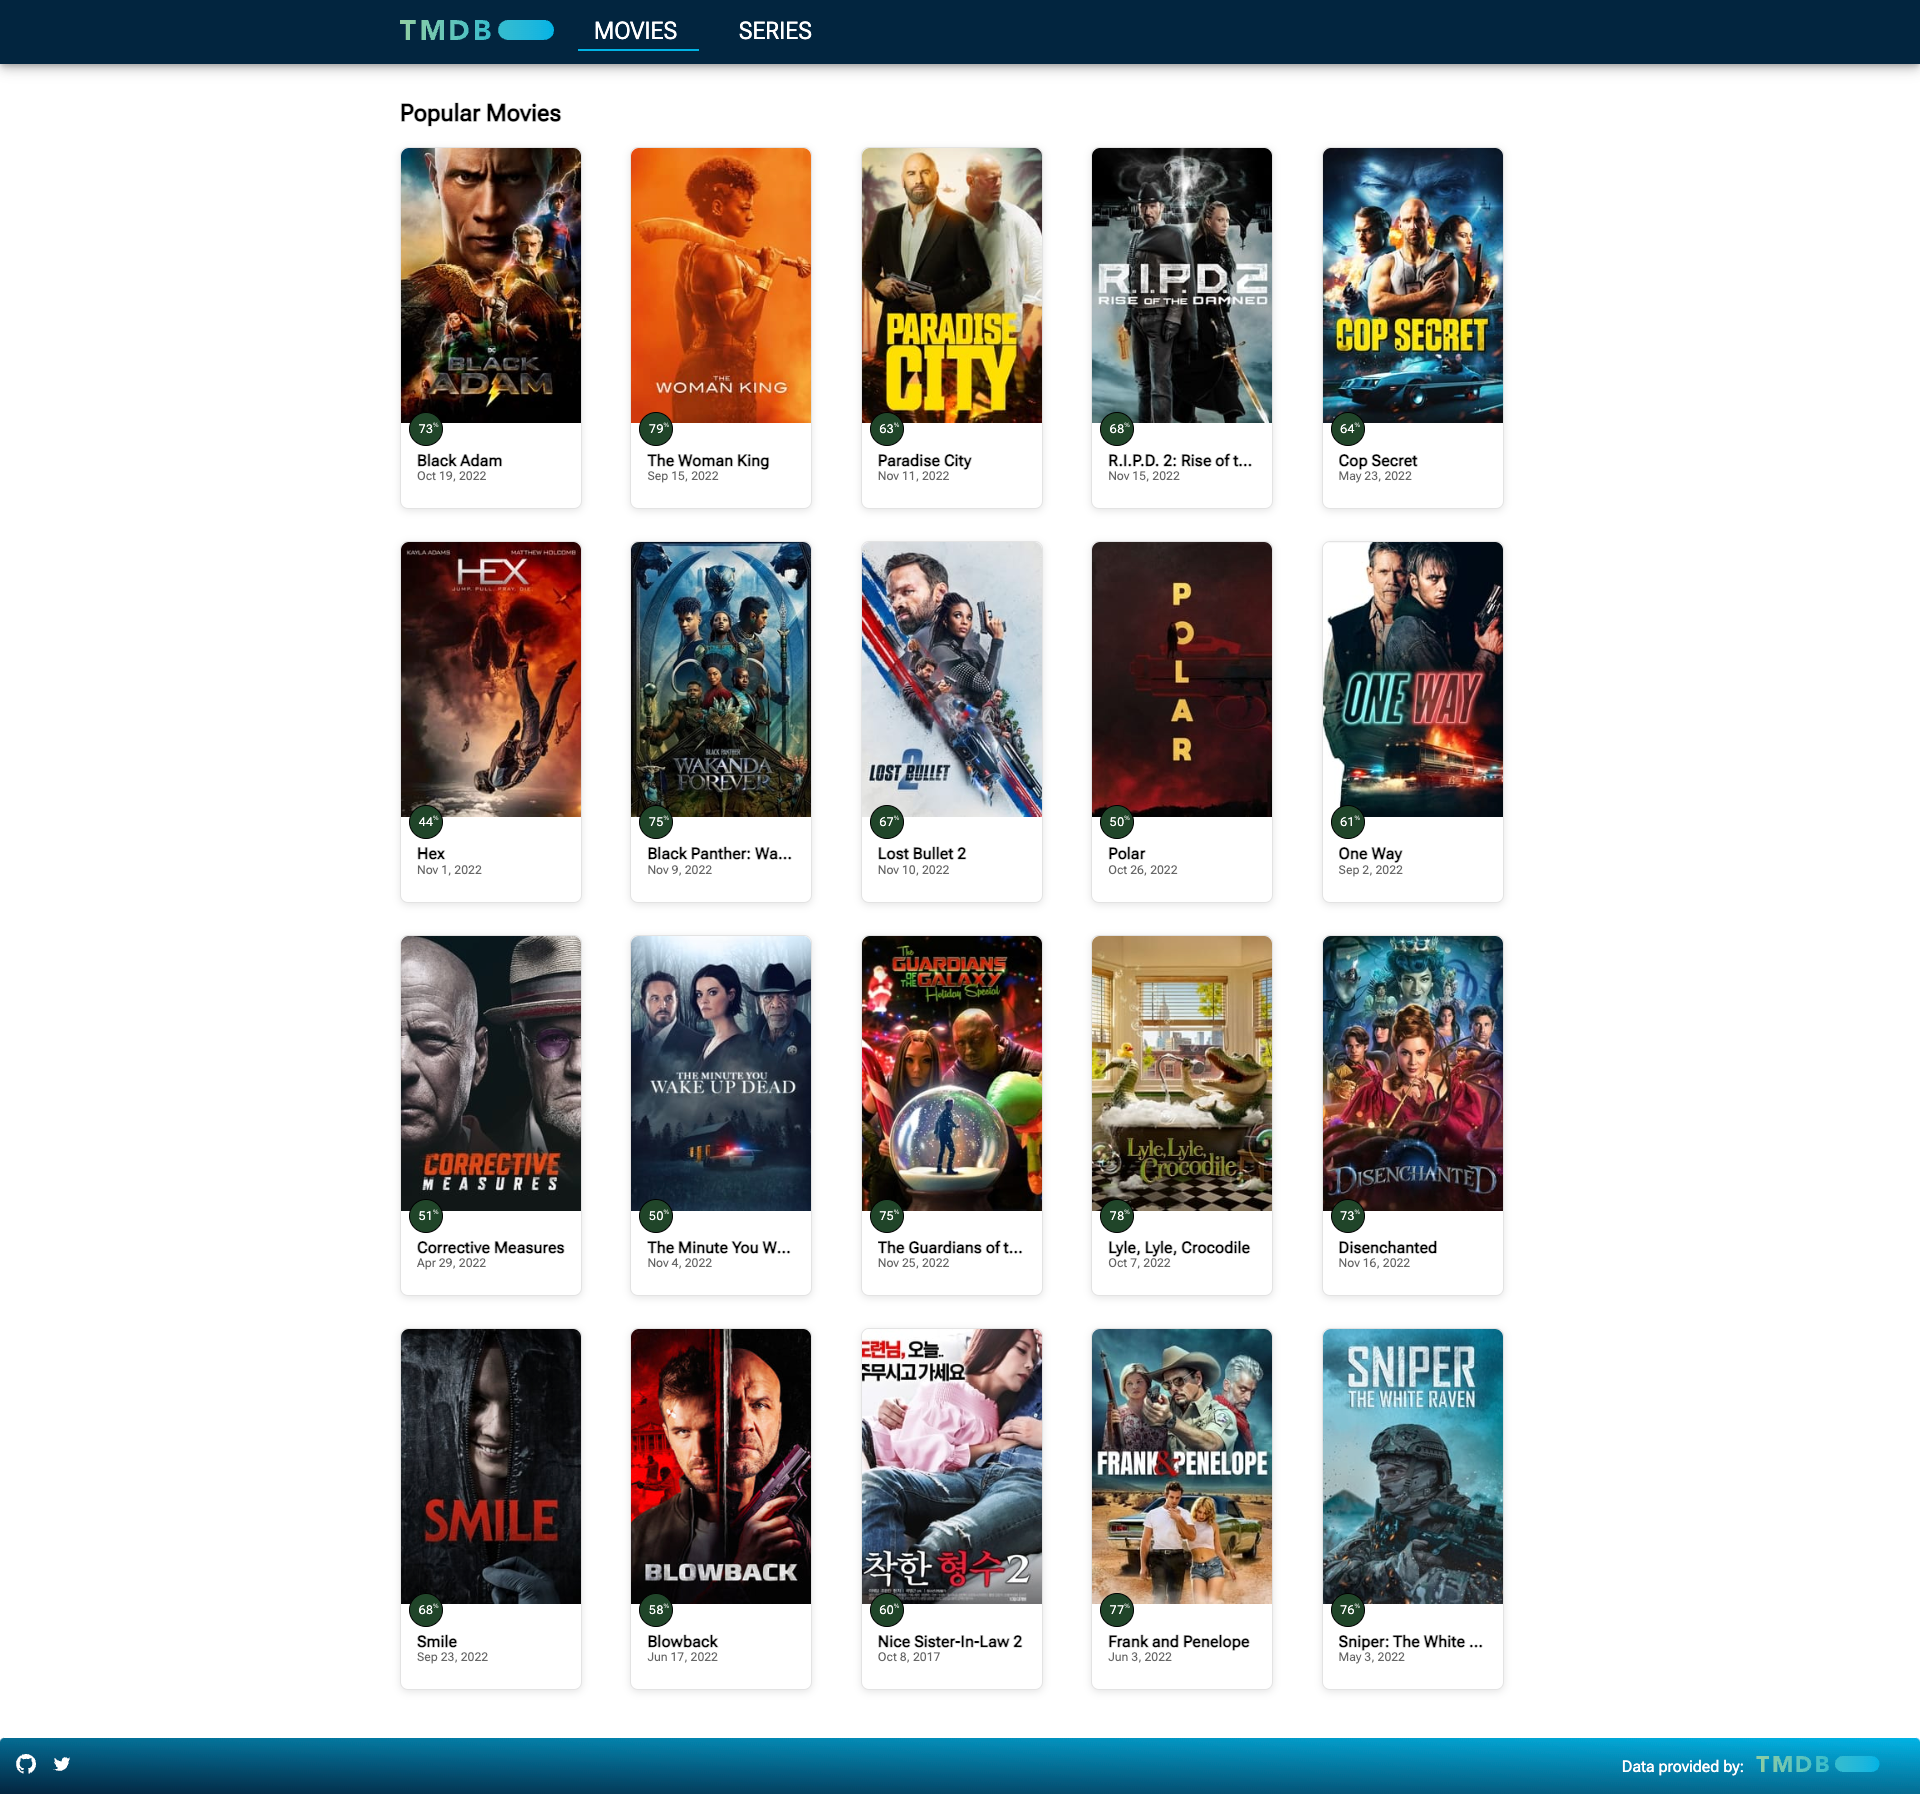 TMDB
MOVIES
SERIES
Popular Movies
BLACK
ADAM
73%
Black Adam
Oct 19, 2022
THE
WOMAN KING
79%
The Woman King
Sep 15, 2022
PARADISE
CITY
63%
Paradise City
Nov 11, 2022
R.I.P.D.2
RISE OF THE DAMNED
68%
R.I.P.D. 2: Rise of t...
Nov 15, 2022
COP SECRET
64%
Cop Secret
May 23, 2022
KAYLA ADAMS MATTHEW HOLCOMB
HEX
JUMP. PULL. PRAY. DIE.
44%
Hex
Nov 1, 2022
BLACK PANTHER
WAKANDA
FOREVER
75%
Black Panther: Wa...
Nov 9, 2022
LOST BULLET
2
67%
Lost Bullet 2
Nov 10, 2022
POLAR
50%
Polar
Oct 26, 2022
ONE WAY
61%
One Way
Sep 2, 2022
CORRECTIVE
MEASURES
51%
Corrective Measures
Apr 29, 2022
THE MINUTE YOU
WAKE UP DEAD
50%
The Minute You W...
Nov 4, 2022
The
GUARDIANS
OF THE GALAXY
Holiday Special
75%
The Guardians of t...
Nov 25, 2022
Lyle, Lyle,
Crocodile
78%
Lyle, Lyle, Crocodile
Oct 7, 2022
DISENCHANTED
73%
Disenchanted
Nov 16, 2022
SMILE
68%
Smile
Sep 23, 2022
BLOWBACK
58%
Blowback
Jun 17, 2022
도련님, 오늘..
주무시고 가세요
착한 형수2
60%
Nice Sister-In-Law 2
Oct 8, 2017
FRANK & PENELOPE
77%
Frank and Penelope
Jun 3, 2022
SNIPER
THE WHITE RAVEN
76%
Sniper: The White ...
May 3, 2022
Data provided by: TMDB